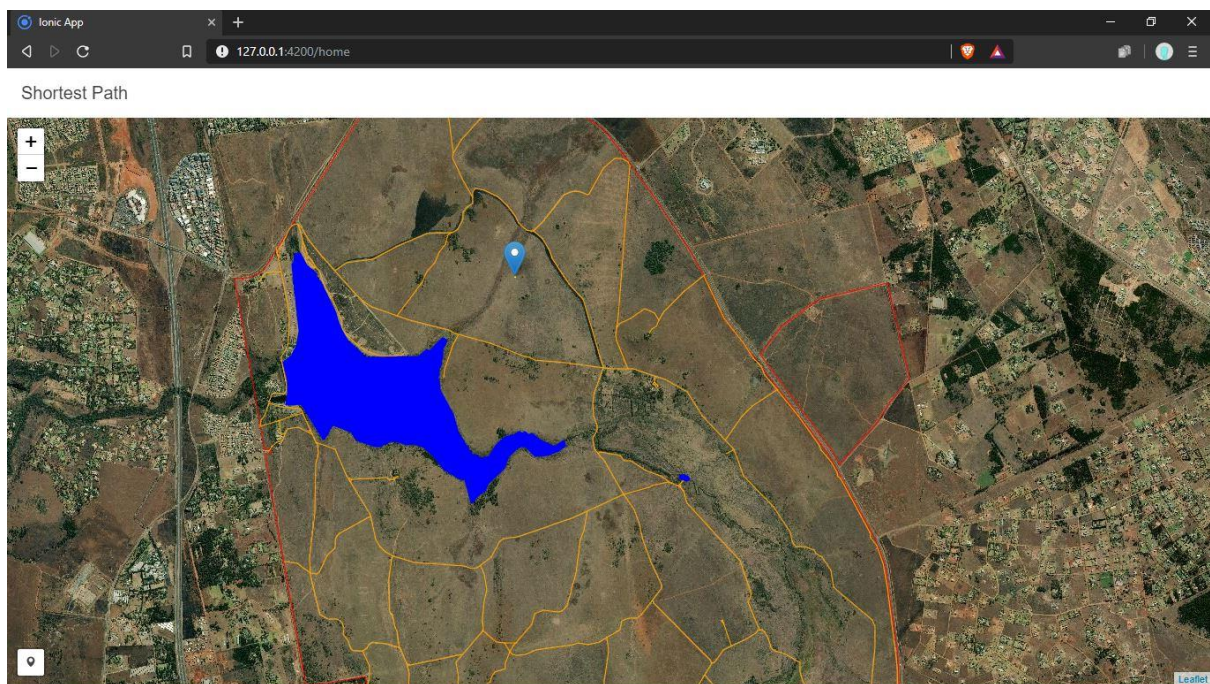 Ionic App
127.0.0.1:4200/home
Shortest Path
+
−
Leaflet